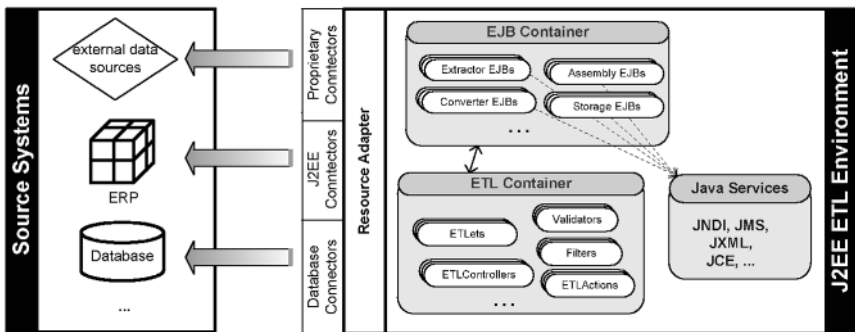 Source Systems
external data
sources
ERP
Database
...
Proprietary
Conntectors
J2EE
Conntectors
Database
Connectors
Resource Adapter
EJB Container
Extractor EJBs
Assembly EJBs
Converter EJBs
Storage EJBs
...
ETL Container
ETLets
Validators
Filters
ETLControllers
ETLActions
...
Java Services
JNDI, JMS,
JXML,
JCE, ...
J2EE ETL Environment